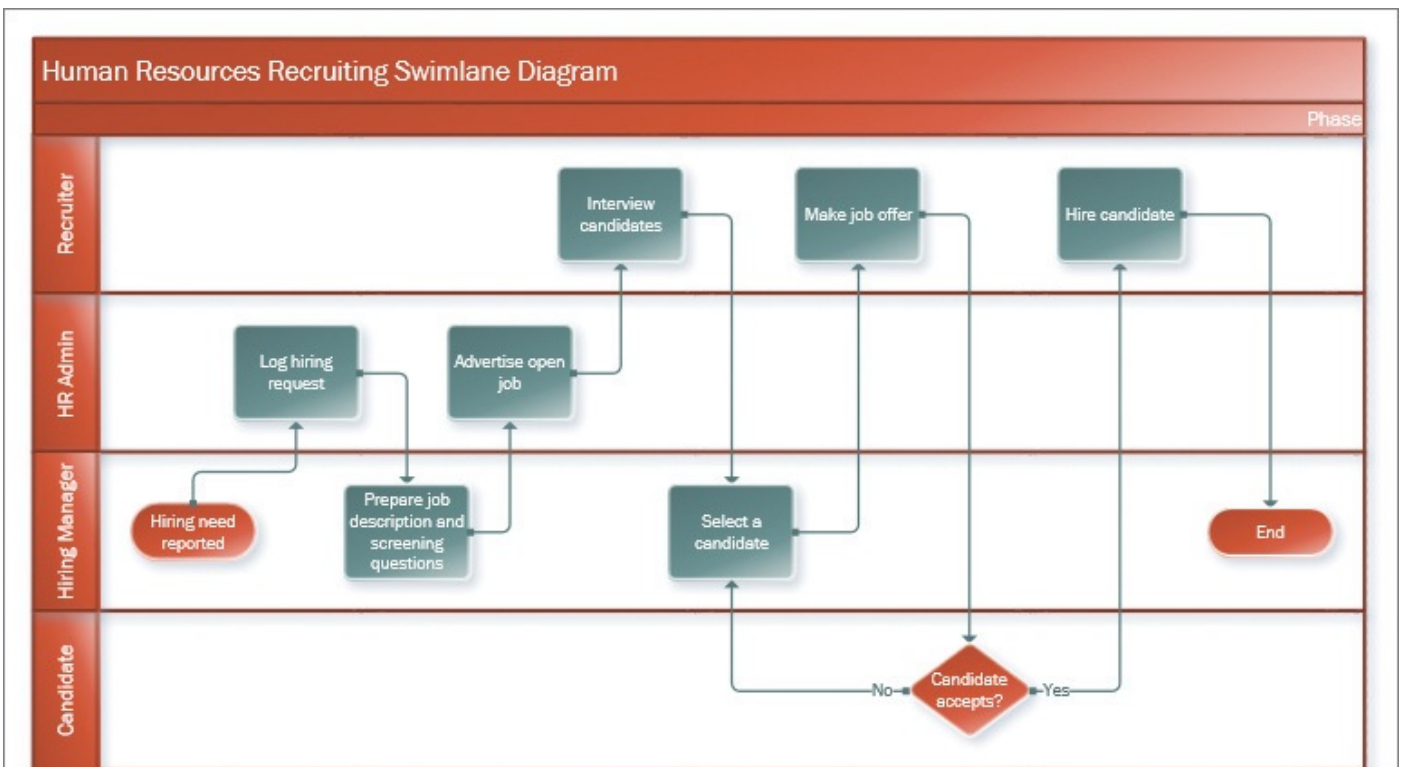 Human Resources Recruiting Swimlane Diagram
Phase
Recruiter
Interview
candidates
Make job offer
Hire candidate
HR Admin
Log hiring
request
Advertise open
job
Hiring Manager
Hiring need
reported
Prepare job
description and
screening
questions
Select a
candidate
End
Candidate
No
Candidate
accepts?
Yes